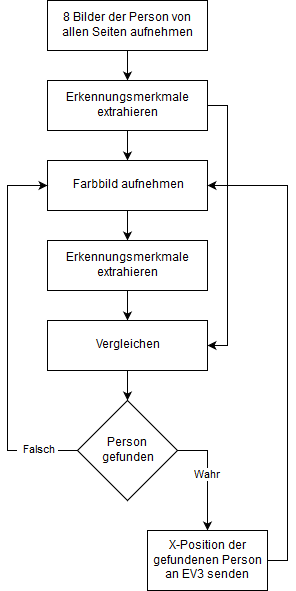 8 Bilder der Person von
allen Seiten aufnehmen
Erkennungsmerkmale
extrahieren
Farbbild aufnehmen
Erkennungsmerkmale
extrahieren
Vergleichen
Person
gefunden
Falsch
Wahr
X-Position der
gefundenen Person
an EV3 senden